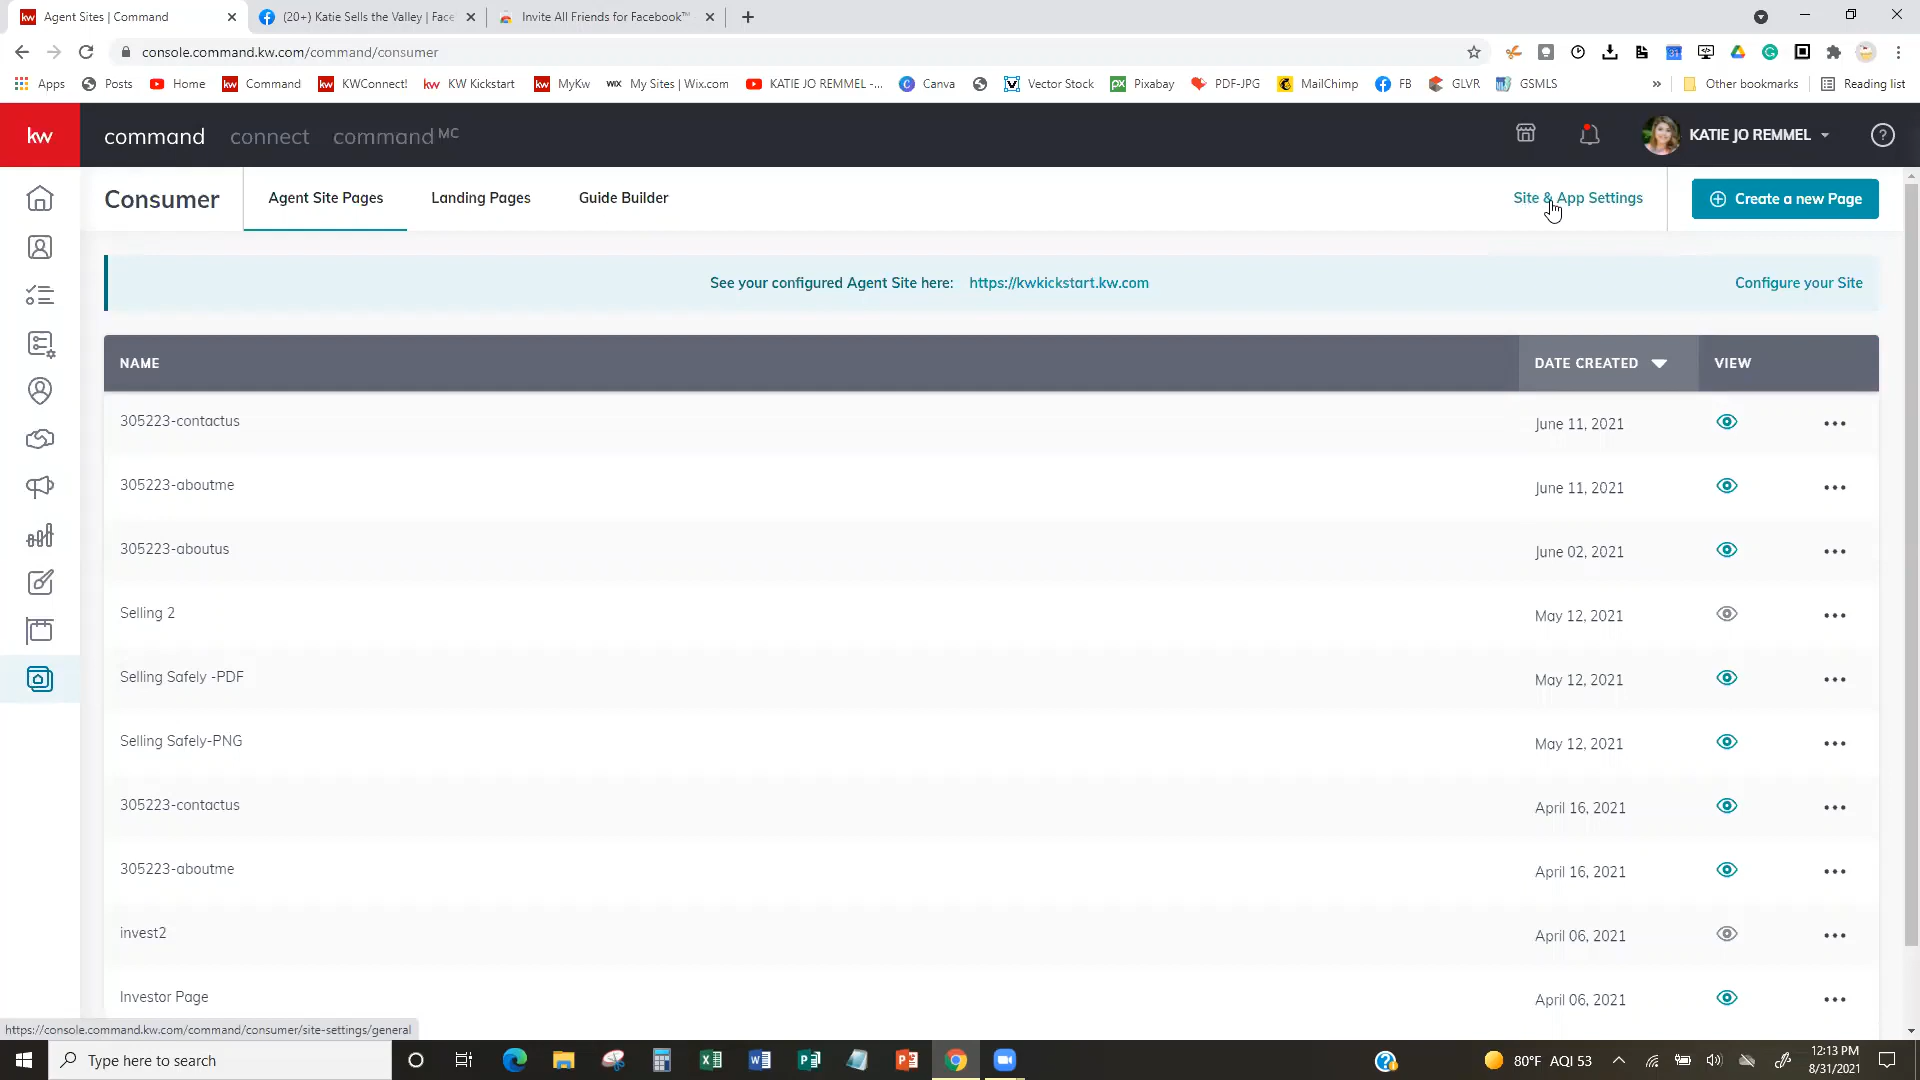 Agent Sites | Command
(20+) Katie Sells the Valley | Face
Invite All Friends for Facebook™
console.command.kw.com/command/consumer
Apps
Posts
Home
Command
KWConnect!
KW Kickstart
MyKw
My Sites | Wix.com
KATIE JO REMMEL -...
Canva
Vector Stock
Pixabay
PDF-JPG
MailChimp
FB
GLVR
GSMLS
»
Other bookmarks
Reading list
kw
command
connect
command MC
KATIE JO REMMEL
Consumer
Agent Site Pages
Landing Pages
Guide Builder
Site & App Settings
Create a new Page
See your configured Agent Site here: https://kwkickstart.kw.com
Configure your Site
NAME
DATE CREATED
VIEW
305223-contactus
June 11, 2021
305223-aboutme
June 11, 2021
305223-aboutus
June 02, 2021
Selling 2
May 12, 2021
Selling Safely -PDF
May 12, 2021
Selling Safely-PNG
May 12, 2021
305223-contactus
April 16, 2021
305223-aboutme
April 16, 2021
invest2
April 06, 2021
Investor Page
April 06, 2021
https://console.command.kw.com/command/consumer/site-settings/general
Type here to search
80°F AQI 53
12:13 PM
8/31/2021